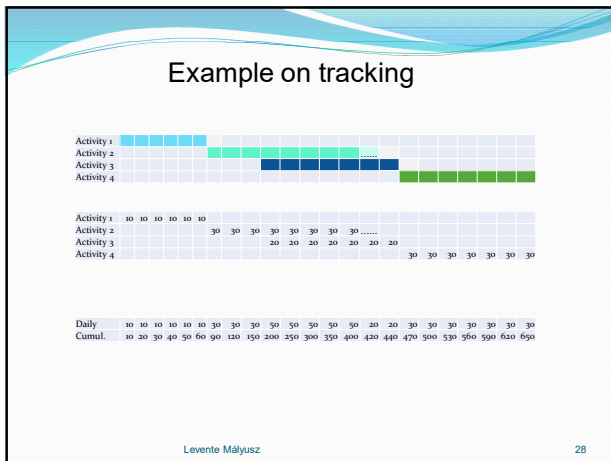 Example on tracking
Activity 1
Activity 2 ......
Activity 3
Activity 4
Activity 1 10 10 10 10 10 10
Activity 2 30 30 30 30 30 30 30 30 ......
Activity 3 20 20 20 20 20 20 20
Activity 4 30 30 30 30 30 30 30
Daily 10 10 10 10 10 10 30 30 30 50 50 50 50 50 20 20 30 30 30 30 30 30 30
Cumul. 10 20 30 40 50 60 90 120 150 200 250 300 350 400 420 440 470 500 530 560 590 620 650
Levente Mályusz 28